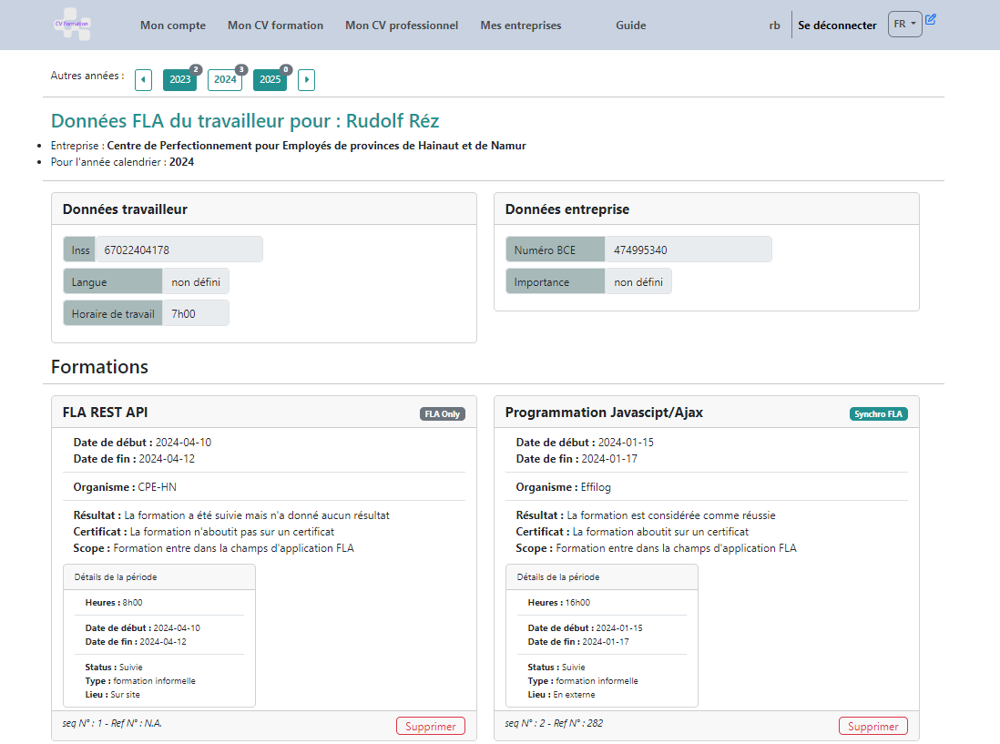 CV Formation
Mon compte Mon CV formation Mon CV professionnel Mes entreprises Guide rb Se déconnecter FR
Autres années : 2023 2 2024 3 2025 0
Données FLA du travailleur pour : Rudolf Réz
Entreprise : Centre de Perfectionnement pour Employés de provinces de Hainaut et de Namur
Pour l'année calendrier : 2024
Données travailleur
Inss 67022404178
Langue non défini
Horaire de travail 7h00
Données entreprise
Numéro BCE 474995340
Importance non défini
Formations
FLA REST API FLA Only
Date de début : 2024-04-10
Date de fin : 2024-04-12
Organisme : CPE-HN
Résultat : La formation a été suivie mais n'a donné aucun résultat
Certificat : La formation n'aboutit pas sur un certificat
Scope : Formation entre dans la champs d'application FLA
Détails de la période
Heures : 8h00
Date de début : 2024-04-10
Date de fin : 2024-04-12
Status : Suivie
Type : formation informelle
Lieu : Sur site
seq N° : 1 - Ref N° : N.A. Supprimer
Programmation Javascipt/Ajax Synchro FLA
Date de début : 2024-01-15
Date de fin : 2024-01-17
Organisme : Effilog
Résultat : La formation est considérée comme réussie
Certificat : La formation aboutit sur un certificat
Scope : Formation entre dans la champs d'application FLA
Détails de la période
Heures : 16h00
Date de début : 2024-01-15
Date de fin : 2024-01-17
Status : Suivie
Type : formation informelle
Lieu : En externe
seq N° : 2 - Ref N° : 282 Supprimer